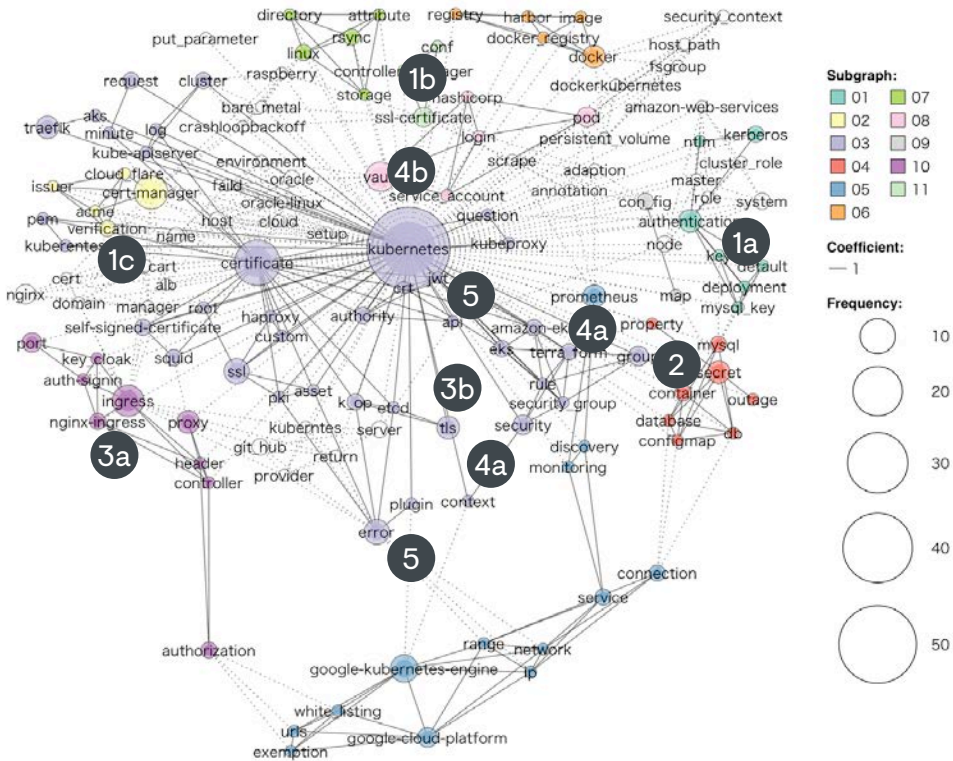 directory attribute registry harbor image security_context
put_parameter linux rsync conf docker_registry docker host_path
fsgroup
request cluster raspberry 1b dockerkubernetes
storage
bare_metal ssl-certificate pod amazon-web-services
traefik aks minute log crashloopbackoff login persistent_volume ntlm kerberos
kube-apiserver environment 4b scrape cluster_role
cloud_flare oracle adaption master
issuer cert-manager faild service_account annotation role system
acme oracle-linux question con_fig
pem verification host cloud authentication
name setup kubernetes kubeproxy node 1a
1c certificate key default
cert cart alb crt jwt deployment
nginx domain 5 prometheus map
manager root haproxy authority api mysql_key
self-signed-certificate custom 4a property
port squid eks terra_form mysql
key_cloak ssl 2 secret
auth-signin 3b rule container outage
ingress pki asset k_op etcd security_group
nginx-ingress proxy kuberntes server tls security database db
configmap
3a git_hub return 4a discovery
header provider monitoring
controller plugin context
error
5
connection
service
authorization range network
google-kubernetes-engine ip
white_listing
urls google-cloud-platform
exemption
Subgraph:
01 07
02 08
03 09
04 10
05 11
06
Coefficient:
1
Frequency:
10
20
30
40
50